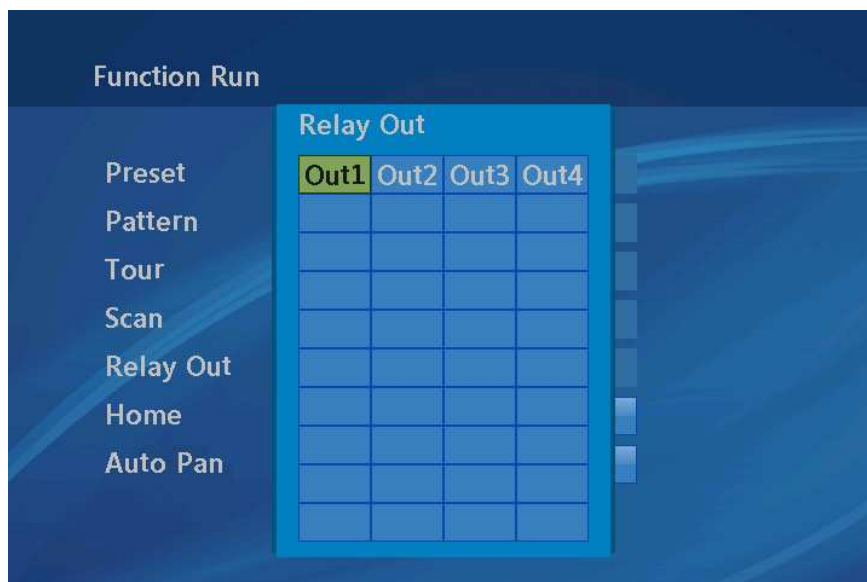 Function Run
Relay Out
Preset
Out1 Out2 Out3 Out4
Pattern
Tour
Scan
Relay Out
Home
Auto Pan